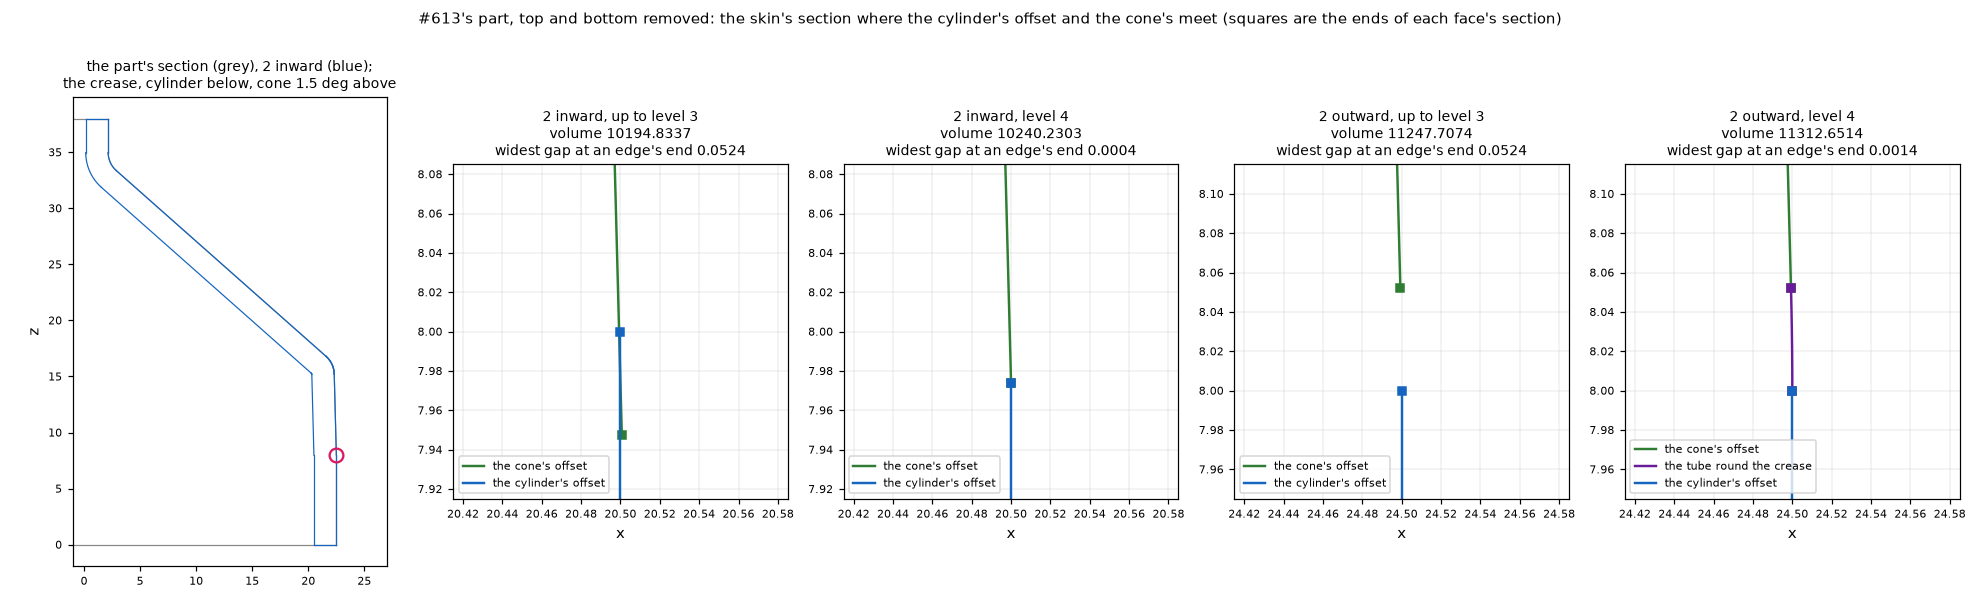 #613's part, top and bottom removed: the skin's section where the cylinder's offset and the cone's meet (squares are the ends of each face's section)
the part's section (grey), 2 inward (blue);
the crease, cylinder below, cone 1.5 deg above
z
35
30
25
20
15
10
5
0
0 5 10 15 20 25
2 inward, up to level 3
volume 10194.8337
widest gap at an edge's end 0.0524
8.08
8.06
8.04
8.02
8.00
7.98
7.96
7.94
7.92
the cone's offset
the cylinder's offset
20.42 20.44 20.46 20.48 20.50 20.52 20.54 20.56 20.58
x
2 inward, level 4
volume 10240.2303
widest gap at an edge's end 0.0004
8.08
8.06
8.04
8.02
8.00
7.98
7.96
7.94
7.92
the cone's offset
the cylinder's offset
20.42 20.44 20.46 20.48 20.50 20.52 20.54 20.56 20.58
x
2 outward, up to level 3
volume 11247.7074
widest gap at an edge's end 0.0524
8.10
8.08
8.06
8.04
8.02
8.00
7.98
7.96
the cone's offset
the cylinder's offset
24.42 24.44 24.46 24.48 24.50 24.52 24.54 24.56 24.58
x
2 outward, level 4
volume 11312.6514
widest gap at an edge's end 0.0014
8.10
8.08
8.06
8.04
8.02
8.00
7.98
7.96
the cone's offset
the tube round the crease
the cylinder's offset
24.42 24.44 24.46 24.48 24.50 24.52 24.54 24.56 24.58
x